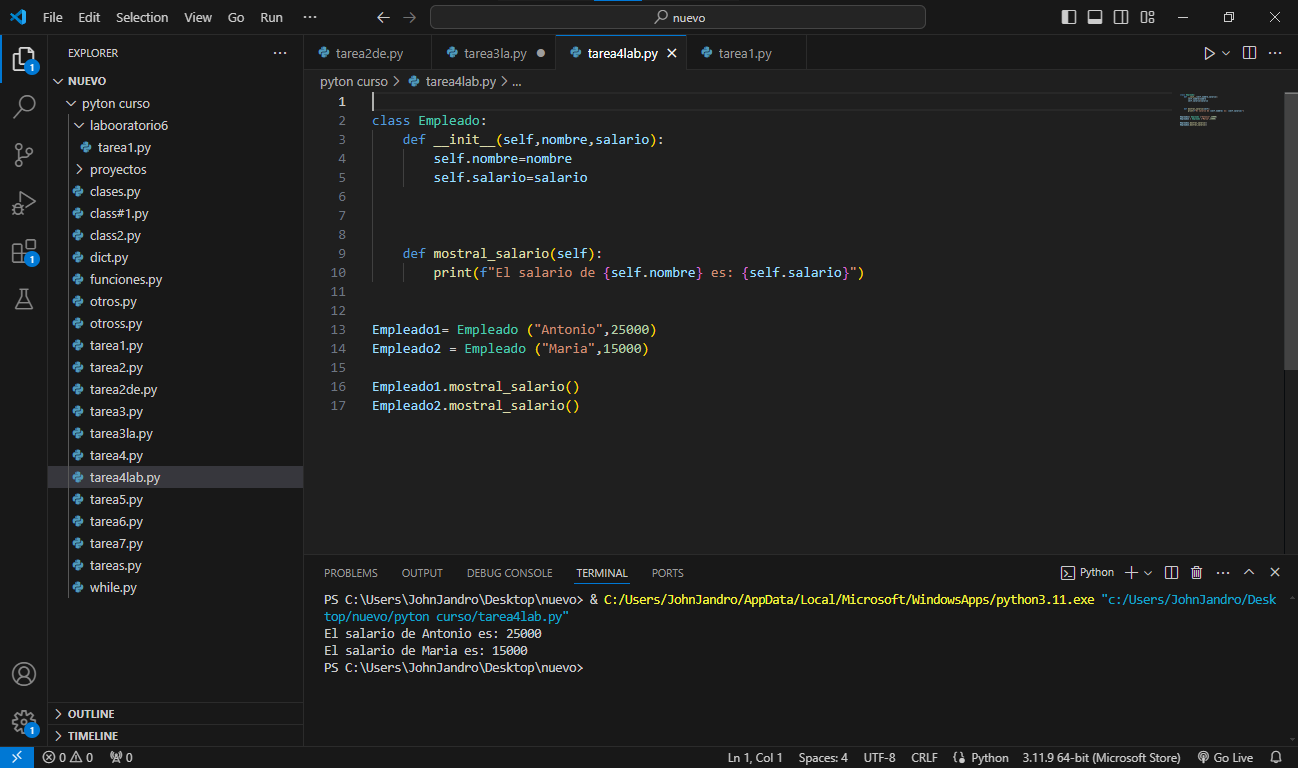 File Edit Selection View Go Run ··· nuevo
EXPLORER ···
tarea2de.py tarea3la.py tarea4lab.py tarea1.py
NUEVO
pyton curso > tarea4lab.py > ...
pyton curso
labooratorio6
tarea1.py
proyectos
clases.py
class#1.py
class2.py
dict.py
funciones.py
otros.py
otross.py
tarea1.py
tarea2.py
tarea2de.py
tarea3.py
tarea3la.py
tarea4.py
tarea4lab.py
tarea5.py
tarea6.py
tarea7.py
tareas.py
while.py
OUTLINE
TIMELINE
1
2 class Empleado:
3 def __init__(self,nombre,salario):
4 self.nombre=nombre
5 self.salario=salario
6
7
8
9 def mostral_salario(self):
10 print(f"El salario de {self.nombre} es: {self.salario}")
11
12
13 Empleado1= Empleado ("Antonio",25000)
14 Empleado2 = Empleado ("Maria",15000)
15
16 Empleado1.mostral_salario()
17 Empleado2.mostral_salario()
PROBLEMS OUTPUT DEBUG CONSOLE TERMINAL PORTS Python
PS C:\Users\JohnJandro\Desktop\nuevo> & C:/Users/JohnJandro/AppData/Local/Microsoft/WindowsApps/python3.11.exe "c:/Users/JohnJandro/Desk
top/nuevo/pyton curso/tarea4lab.py"
El salario de Antonio es: 25000
El salario de Maria es: 15000
PS C:\Users\JohnJandro\Desktop\nuevo>
1
1
1
0 0 0 Ln 1, Col 1 Spaces: 4 UTF-8 CRLF Python 3.11.9 64-bit (Microsoft Store) Go Live